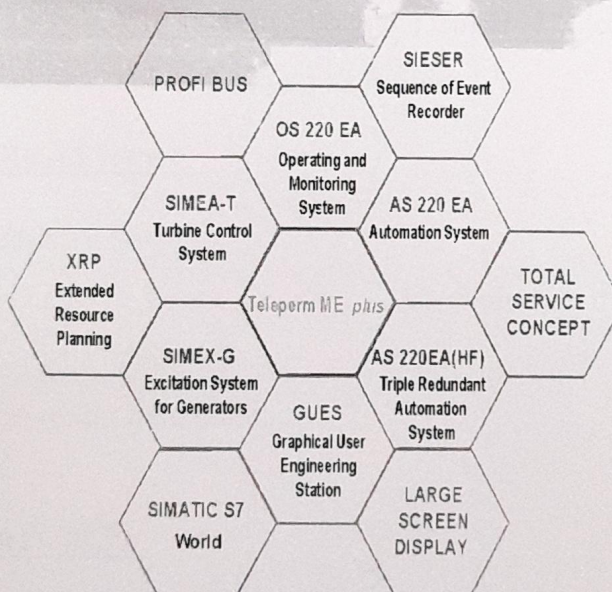 PROFI BUS
SIESER
Sequence of Event
Recorder
OS 220 EA
Operating and
Monitoring
System
SIMEA-T
Turbine Control
System
AS 220 EA
Automation System
XRP
Extended
Resource
Planning
Teleperm ME plus
TOTAL
SERVICE
CONCEPT
SIMEX-G
Excitation System
for Generators
AS 220EA(HF)
Triple Redundant
Automation
System
GUES
Graphical User
Engineering
Station
SIMATIC S7
World
LARGE
SCREEN
DISPLAY